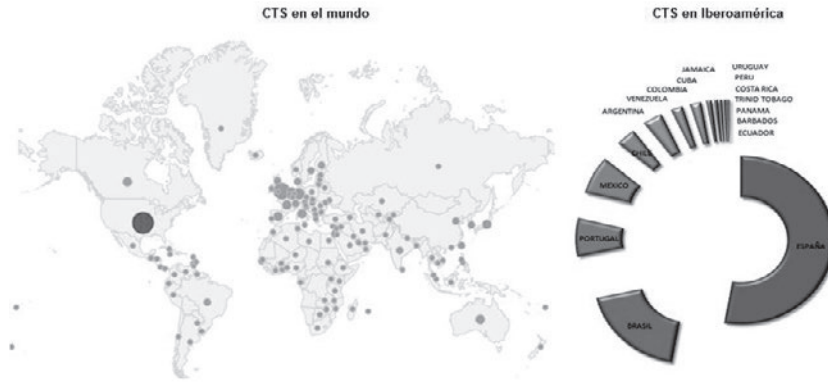 CTS en el mundo
CTS en Iberoamérica
JAMAICA
CUBA
COLOMBIA
VENEZUELA
ARGENTINA
CHILE
MEXICO
PORTUGAL
BRASIL
ESPAÑA
URUGUAY
PERU
COSTA RICA
TRINID TOBAGO
PANAMA
BARBADOS
ECUADOR